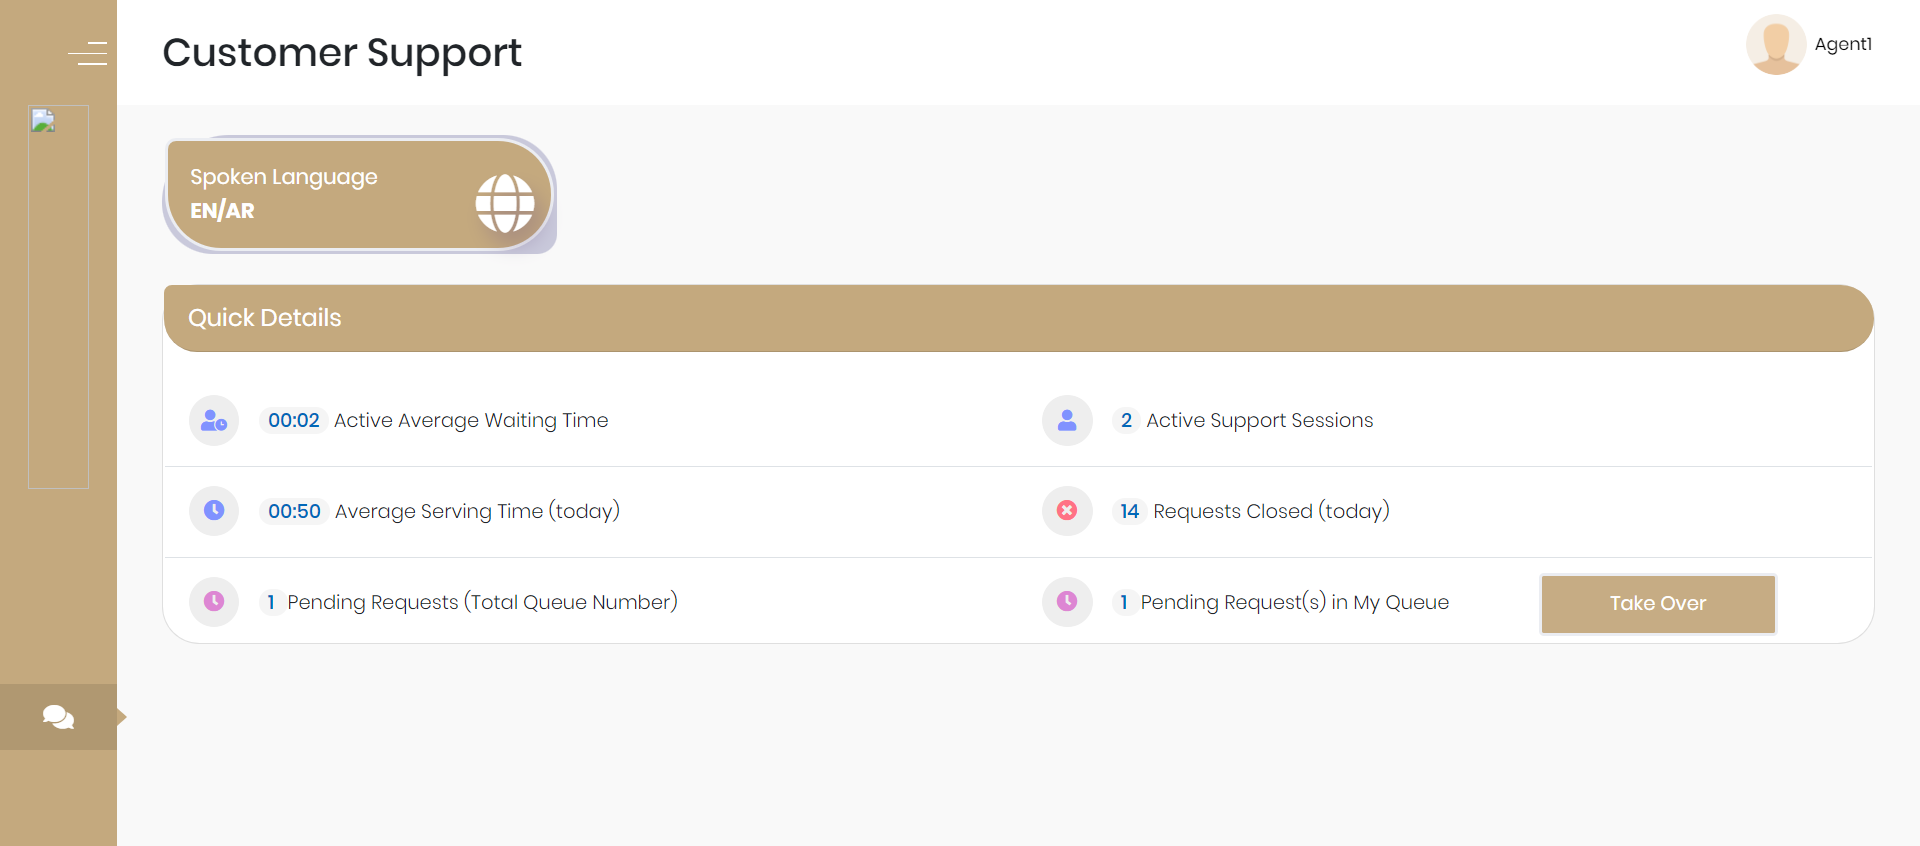 Customer Support
Agent1
Spoken Language
EN/AR
Quick Details
00:02 Active Average Waiting Time
2 Active Support Sessions
00:50 Average Serving Time (today)
14 Requests Closed (today)
1 Pending Requests (Total Queue Number)
1 Pending Request(s) in My Queue
Take Over